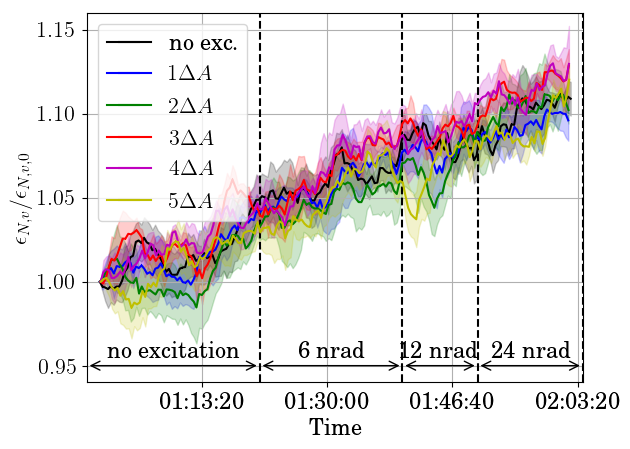 1.15
1.10
1.05
1.00
0.95
ϵN,v/ϵN,v,0
no exc.
1ΔA
2ΔA
3ΔA
4ΔA
5ΔA
no excitation 6 nrad 12 nrad 24 nrad
01:13:20 01:30:00 01:46:40 02:03:20
Time